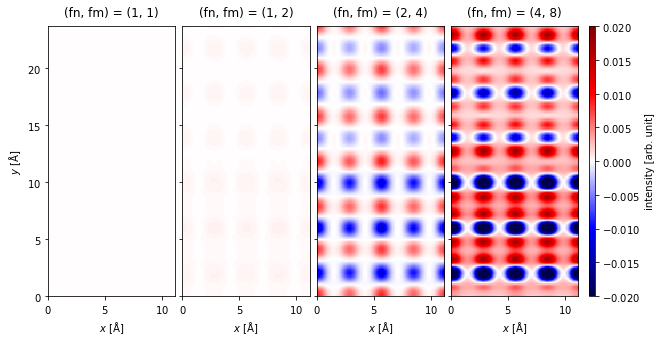 (fn, fm) = (1, 1)
(fn, fm) = (1, 2)
(fn, fm) = (2, 4)
(fn, fm) = (4, 8)
0
5
10
15
20
y [Å]
0
5
10
x [Å]
0
5
10
x [Å]
0
5
10
x [Å]
0
5
10
x [Å]
0.020
0.015
0.010
0.005
0.000
−0.005
−0.010
−0.015
−0.020
intensity [arb. unit]